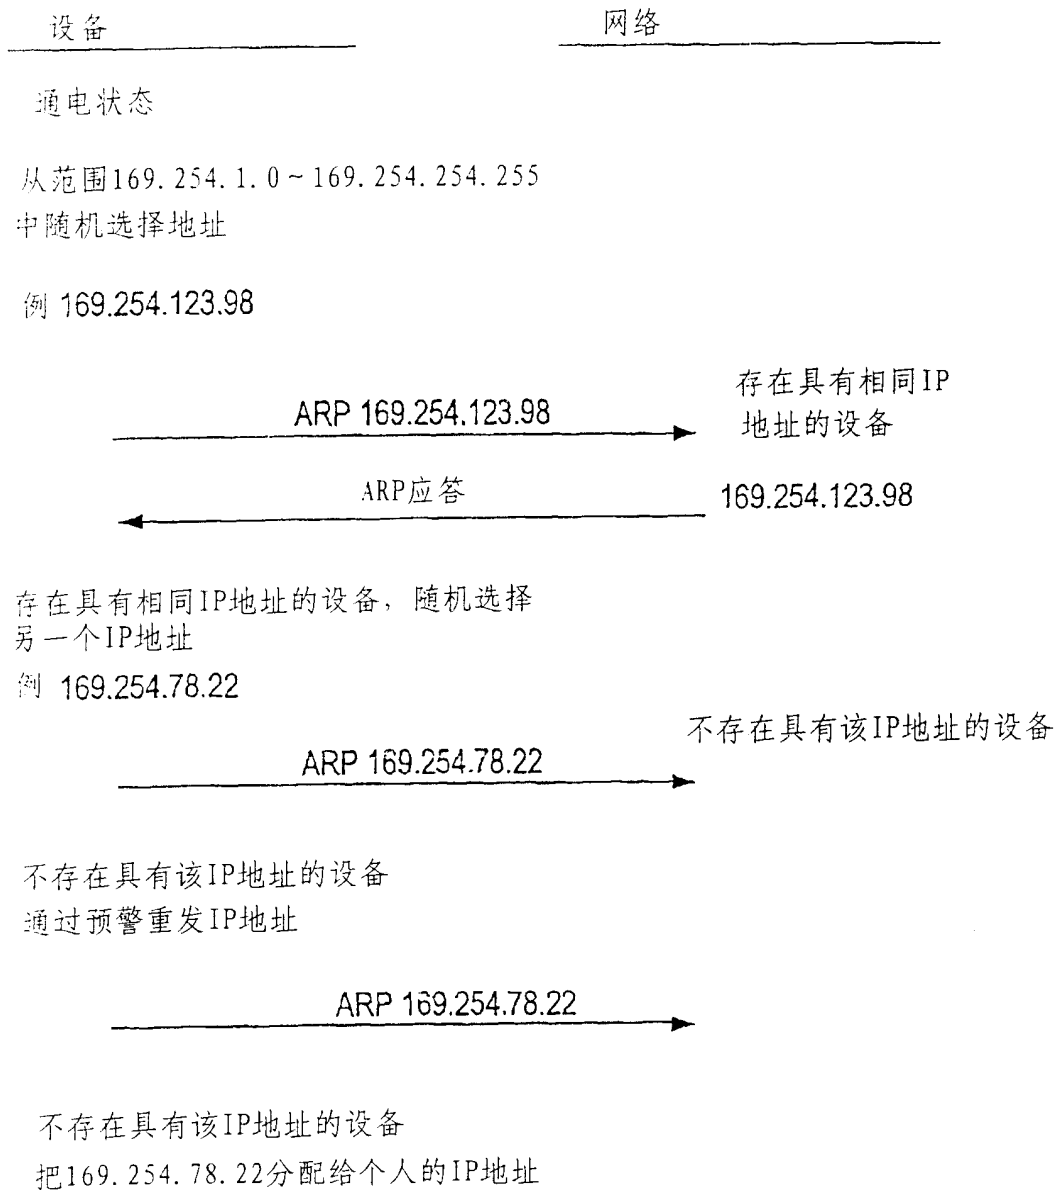 设备
网络
通电状态
从范围169.254.1.0~169.254.254.255
中随机选择地址
例 169.254.123.98
存在具有相同IP
地址的设备
ARP 169.254.123.98
ARP应答
169.254.123.98
存在具有相同IP地址的设备，随机选择
另一个IP地址
例 169.254.78.22
不存在具有该IP地址的设备
ARP 169.254.78.22
不存在具有该IP地址的设备
通过预警重发IP地址
ARP 169.254.78.22
不存在具有该IP地址的设备
把169.254.78.22分配给个人的IP地址